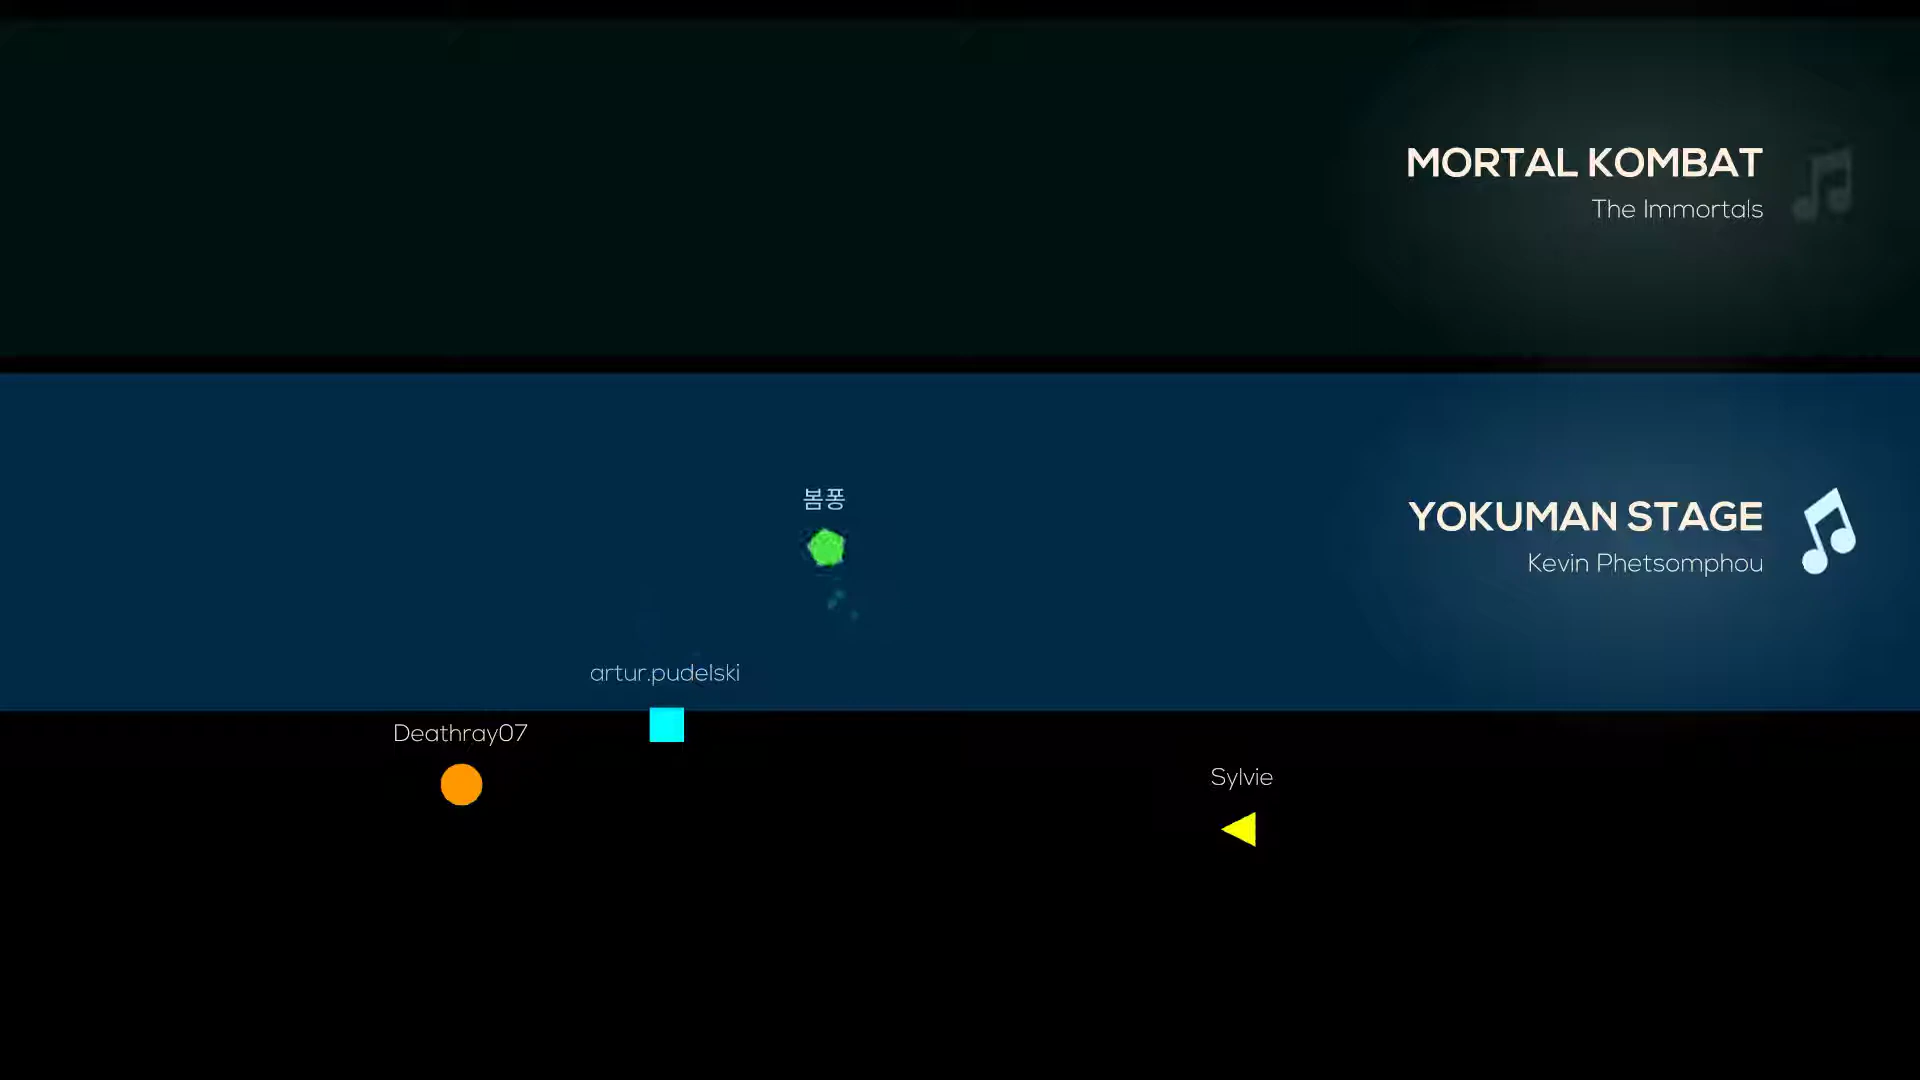 MORTAL KOMBAT
The Immortals
봄퐁
YOKUMAN STAGE
Kevin Phetsomphou
artur.pudelski
Deathray07
Sylvie